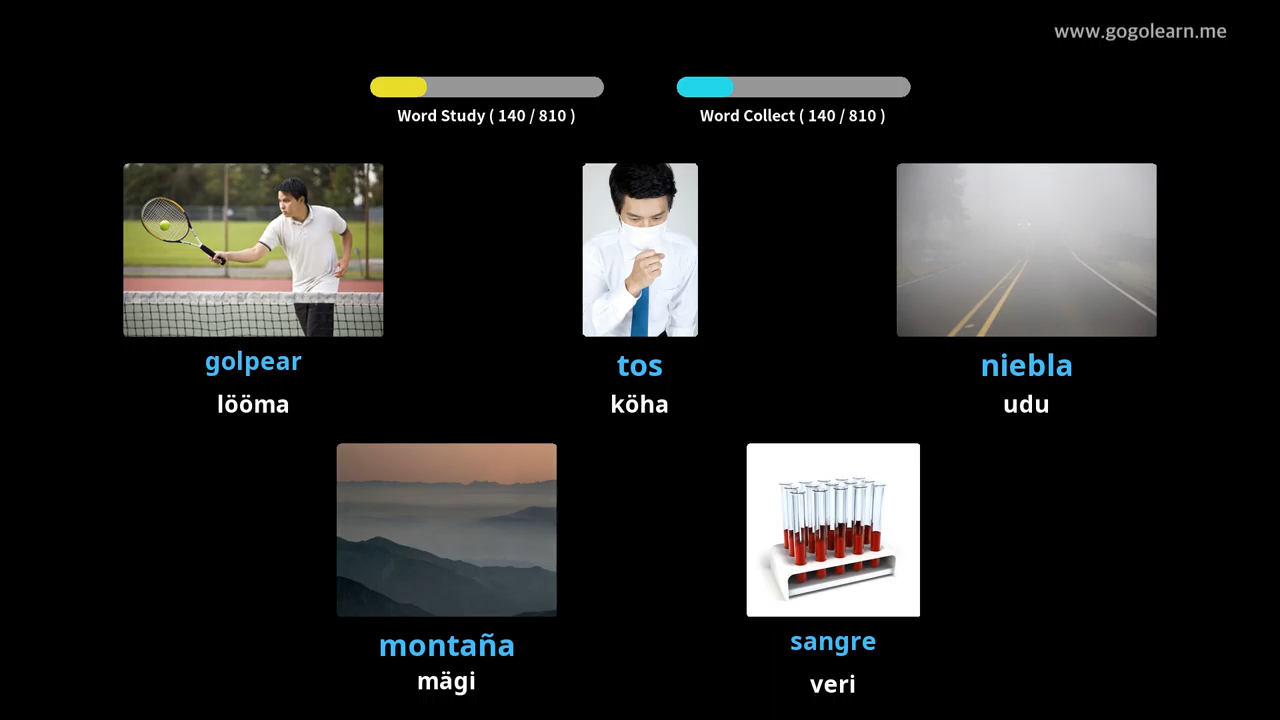 www.gogolearn.me
Word Study ( 140 / 810 )
Word Collect ( 140 / 810 )
golpear
lööma
tos
köha
niebla
udu
montaña
mägi
sangre
veri